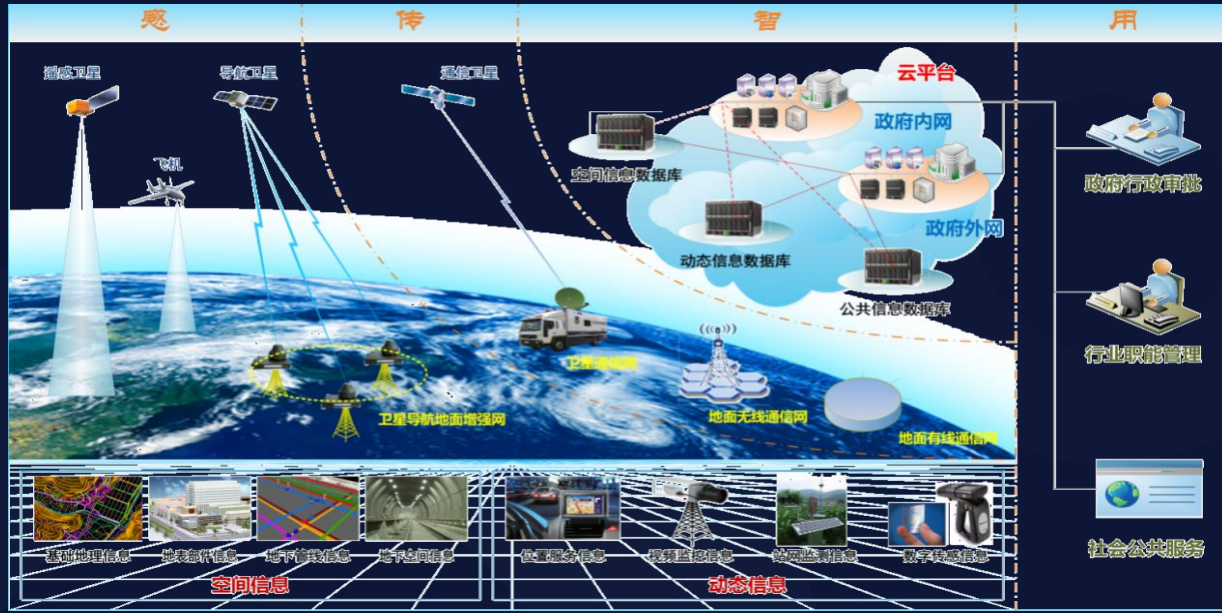 感
传
智
用
遥感卫星
导航卫星
通信卫星
飞机
云平台
政府内网
空间信息数据库
政府外网
动态信息数据库
公共信息数据库
政府行政审批
行业职能管理
社会公共服务
卫星通信网
卫星导航地面增强网
地面无线通信网
地面有线通信网
基础地理信息
地表部件信息
地下管线信息
地下空间信息
位置服务信息
视频监控信息
站网监测信息
数字传感信息
空间信息
动态信息